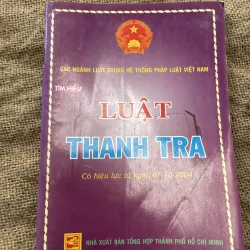 CÁC NGÀNH LUẬT TRONG HỆ THỐNG PHÁP LUẬT VIỆT NAM
TÌM HIỂU
LUẬT
THANH TRA
Có hiệu lực từ ngày 01-10-2004
NHÀ XUẤT BẢN TỔNG HỢP THÀNH PHỐ HỒ CHÍ MINH